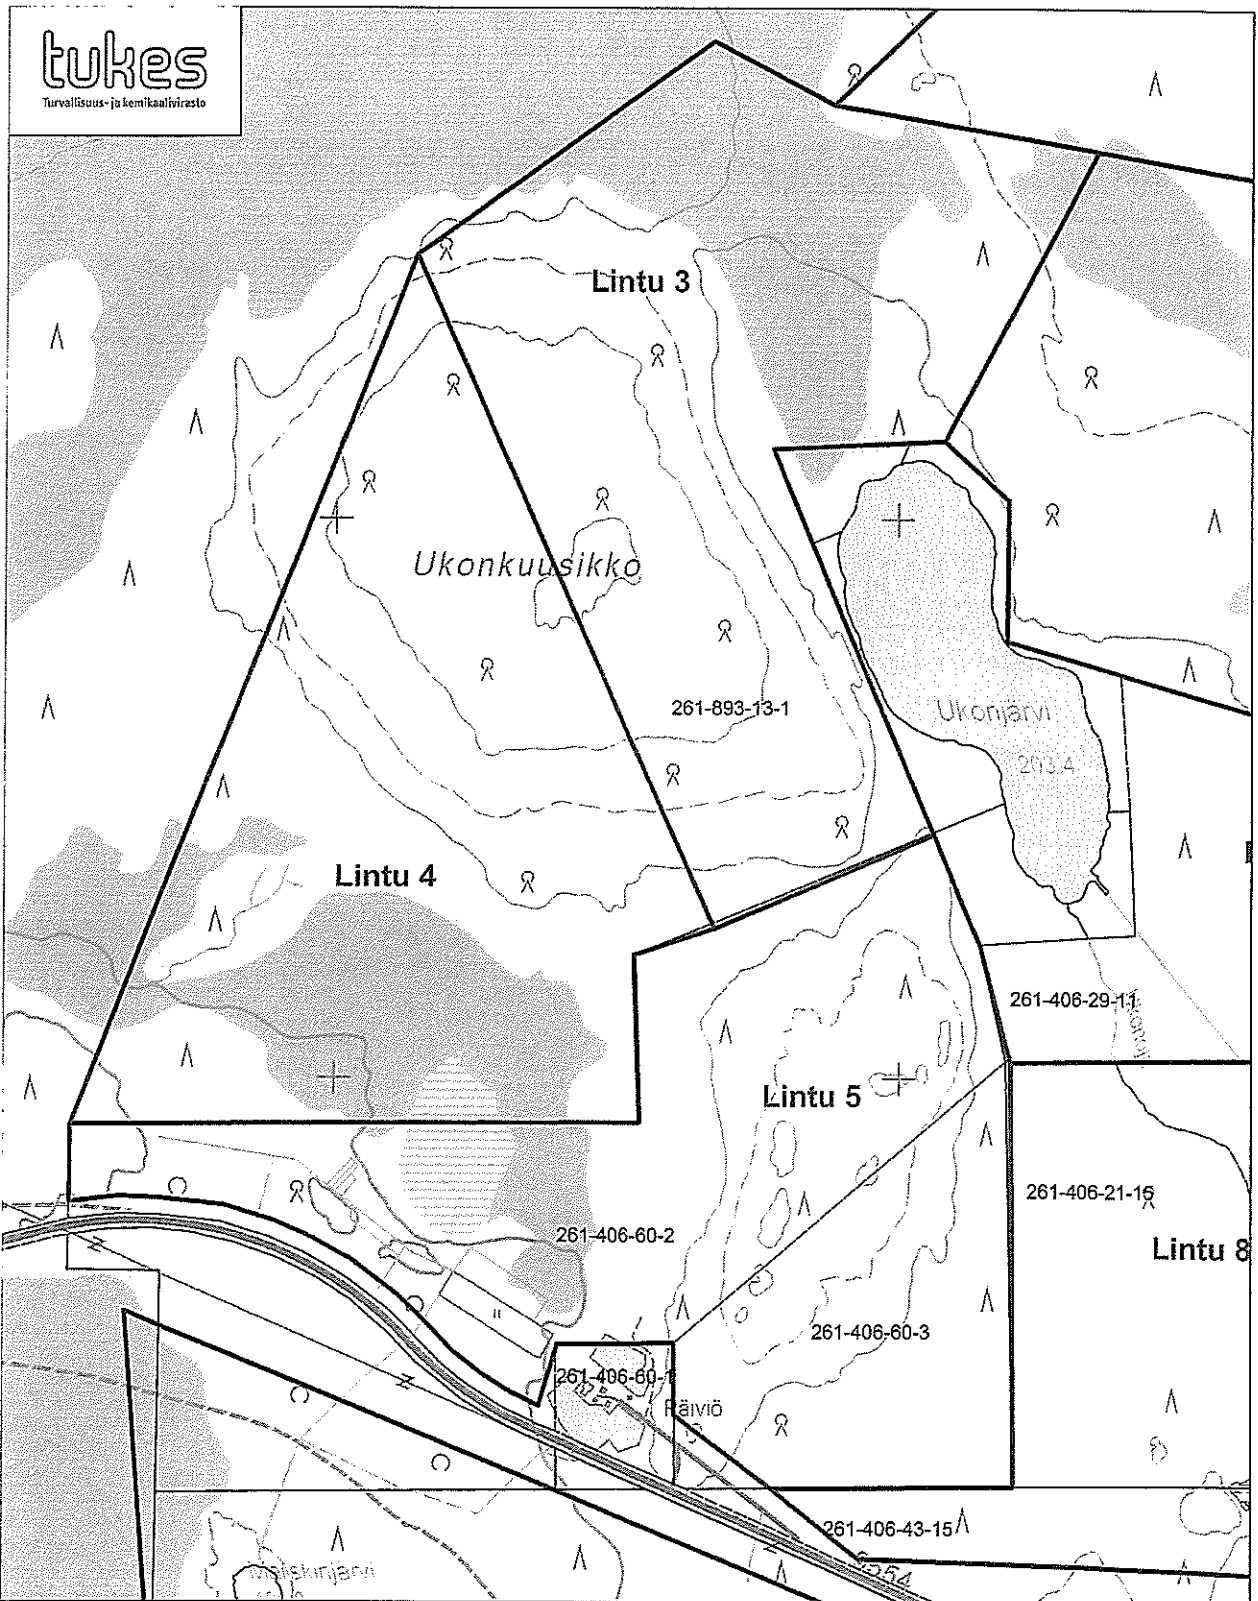 tukes
Turvallisuus- ja kemikaalivirasto
Lintu 3
Ukonkuusikko
261-893-13-1
Ukonjärvi
203.4
Lintu 4
261-406-29-11
Lintu 5
261-406-21-15
261-406-60-2
Lintu 8
261-406-60-3
261-406-60-1
Räiviö
261-406-43-15